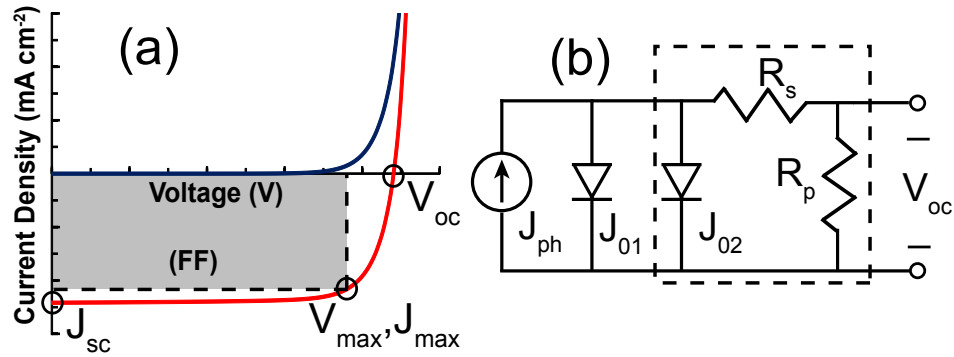 (a)
Current Density (mA cm⁻²)
Voltage (V)
V_oc
(FF)
J_sc
V_max,J_max
(b)
R_s
R_p
J_ph
J_01
J_02
–
V_oc
–